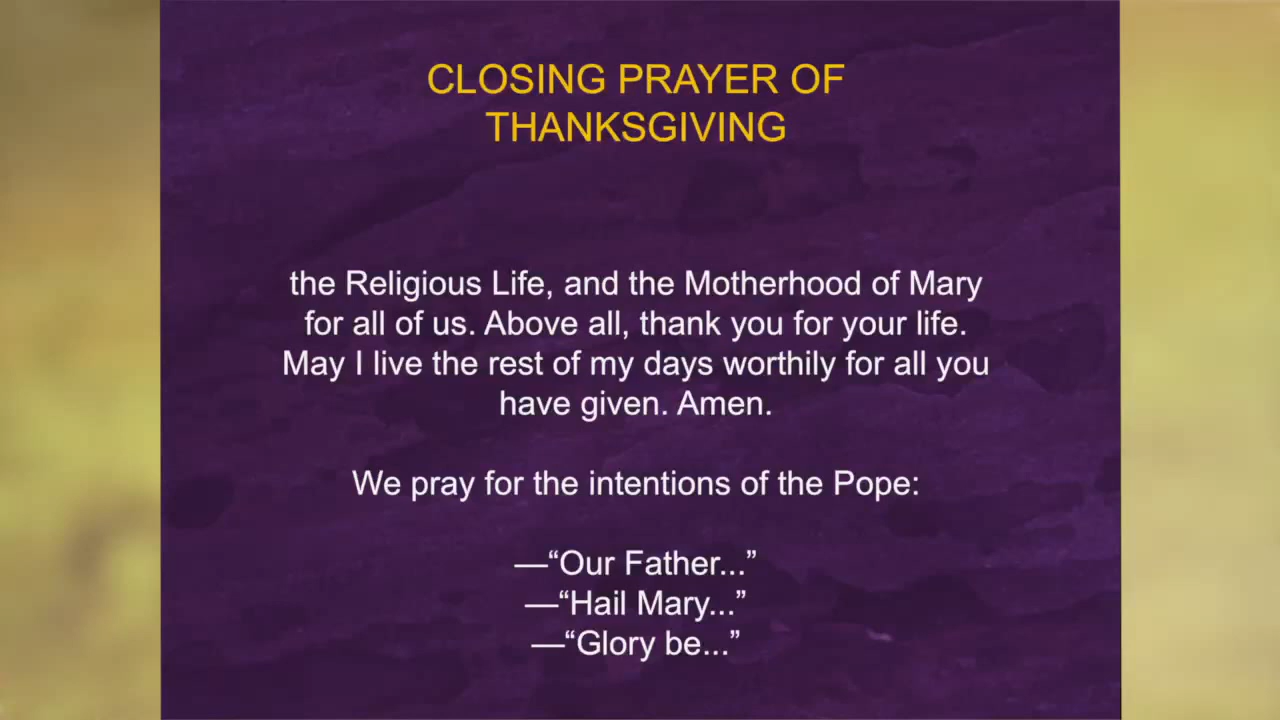 CLOSING PRAYER OF
THANKSGIVING
the Religious Life, and the Motherhood of Mary
for all of us. Above all, thank you for your life.
May I live the rest of my days worthily for all you
have given. Amen.
We pray for the intentions of the Pope:
—“Our Father...”
—“Hail Mary...”
—“Glory be...”